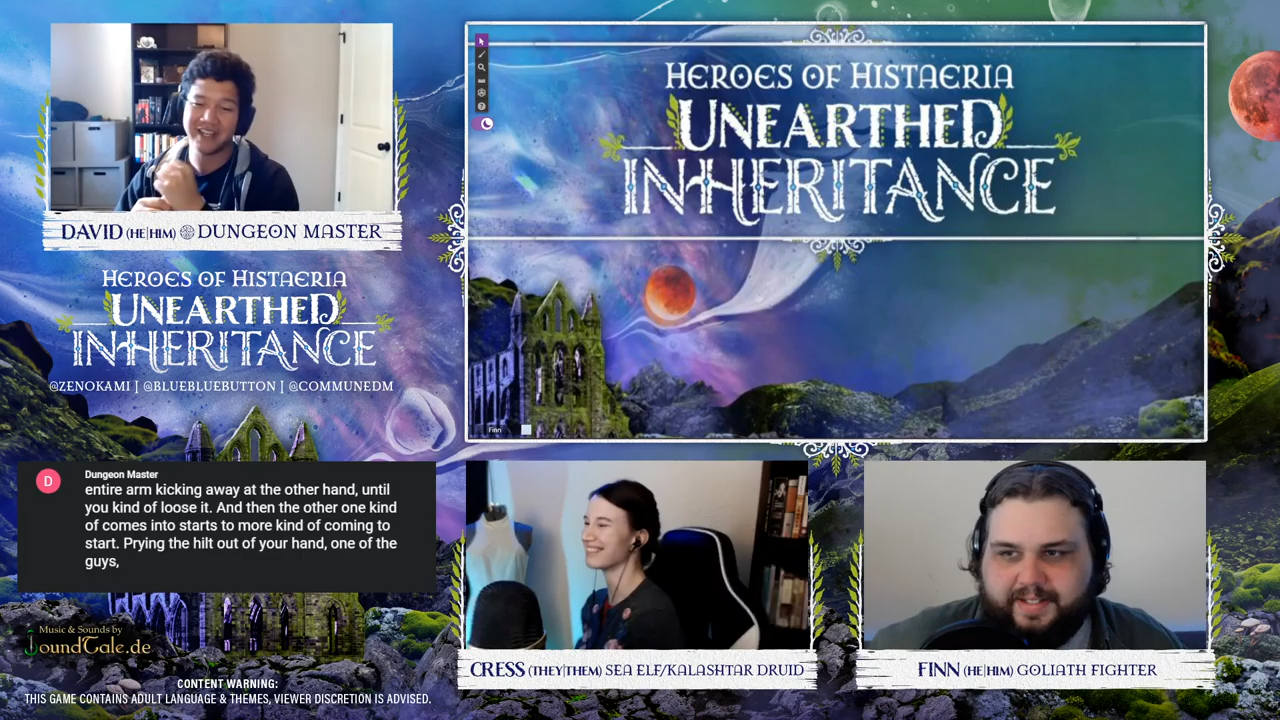 HEROES OF HISTAERIA
UNEARTHED
INHERITANCE
DAVID (HE|HIM) DUNGEON MASTER
HEROES OF HISTAERIA
UNEARTHED
INHERITANCE
@ZENOKAMI | @BLUEBLUEBUTTON | @COMMUNEDM
Finn
D
Dungeon Master
entire arm kicking away at the other hand, until
you kind of loose it. And then the other one kind
of comes into starts to more kind of coming to
start. Prying the hilt out of your hand, one of the
guys,
Music & Sounds by
SoundTale.de
CRESS (THEY|THEM) SEA ELF/KALASHTAR DRUID
FINN (HE|HIM) GOLIATH FIGHTER
CONTENT WARNING:
THIS GAME CONTAINS ADULT LANGUAGE & THEMES, VIEWER DISCRETION IS ADVISED.